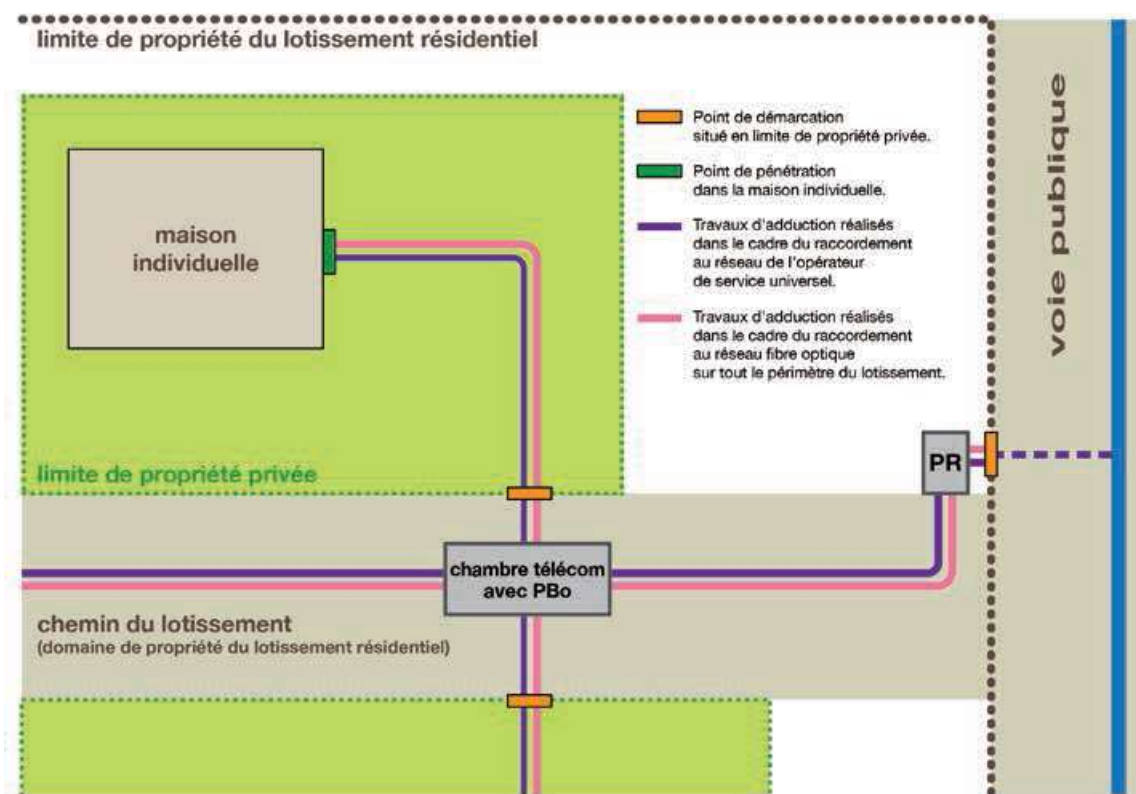 limite de propriété du lotissement résidentiel
Point de démarcation
situé en limite de propriété privée.
Point de pénétration
dans la maison individuelle.
Travaux d'adduction réalisés
dans le cadre du raccordement
au réseau de l'opérateur
de service universel.
Travaux d'adduction réalisés
dans le cadre du raccordement
au réseau fibre optique
sur tout le périmètre du lotissement.
voie publique
maison
individuelle
limite de propriété privée
PR
chambre télécom
avec PBo
chemin du lotissement
(domaine de propriété du lotissement résidentiel)